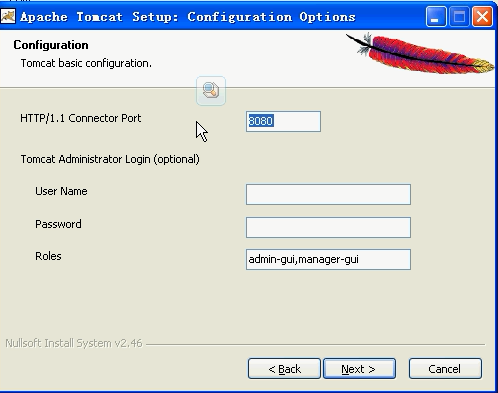 Apache Tomcat Setup: Configuration Options
Configuration
Tomcat basic configuration.
HTTP/1.1 Connector Port
8080
Tomcat Administrator Login (optional)
User Name
Password
Roles
admin-gui,manager-gui
Nullsoft Install System v2.46
< Back
Next >
Cancel